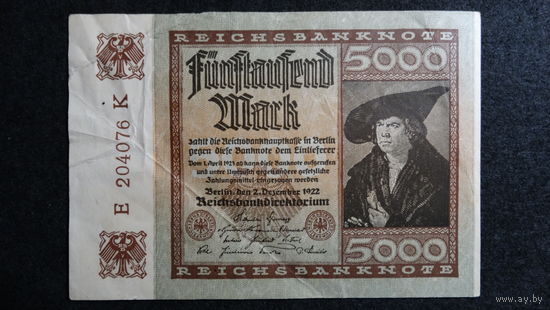 REICHSBANKNOTE
5000
Fünftausend
Mark
zahlt die Reichsbankhauptkasse in Berlin
gegen diese Banknote dem Einlieferer
Vom 1. April 1923 ab kann diese Banknote aufgerufen
und unter Umtausch gegen andere gesetzliche
Zahlungsmittel eingezogen werden
Berlin, den 2. Dezember 1922
Reichsbankdirektorium
5000
REICHSBANKNOTE
E 204076 K
www.ay.by